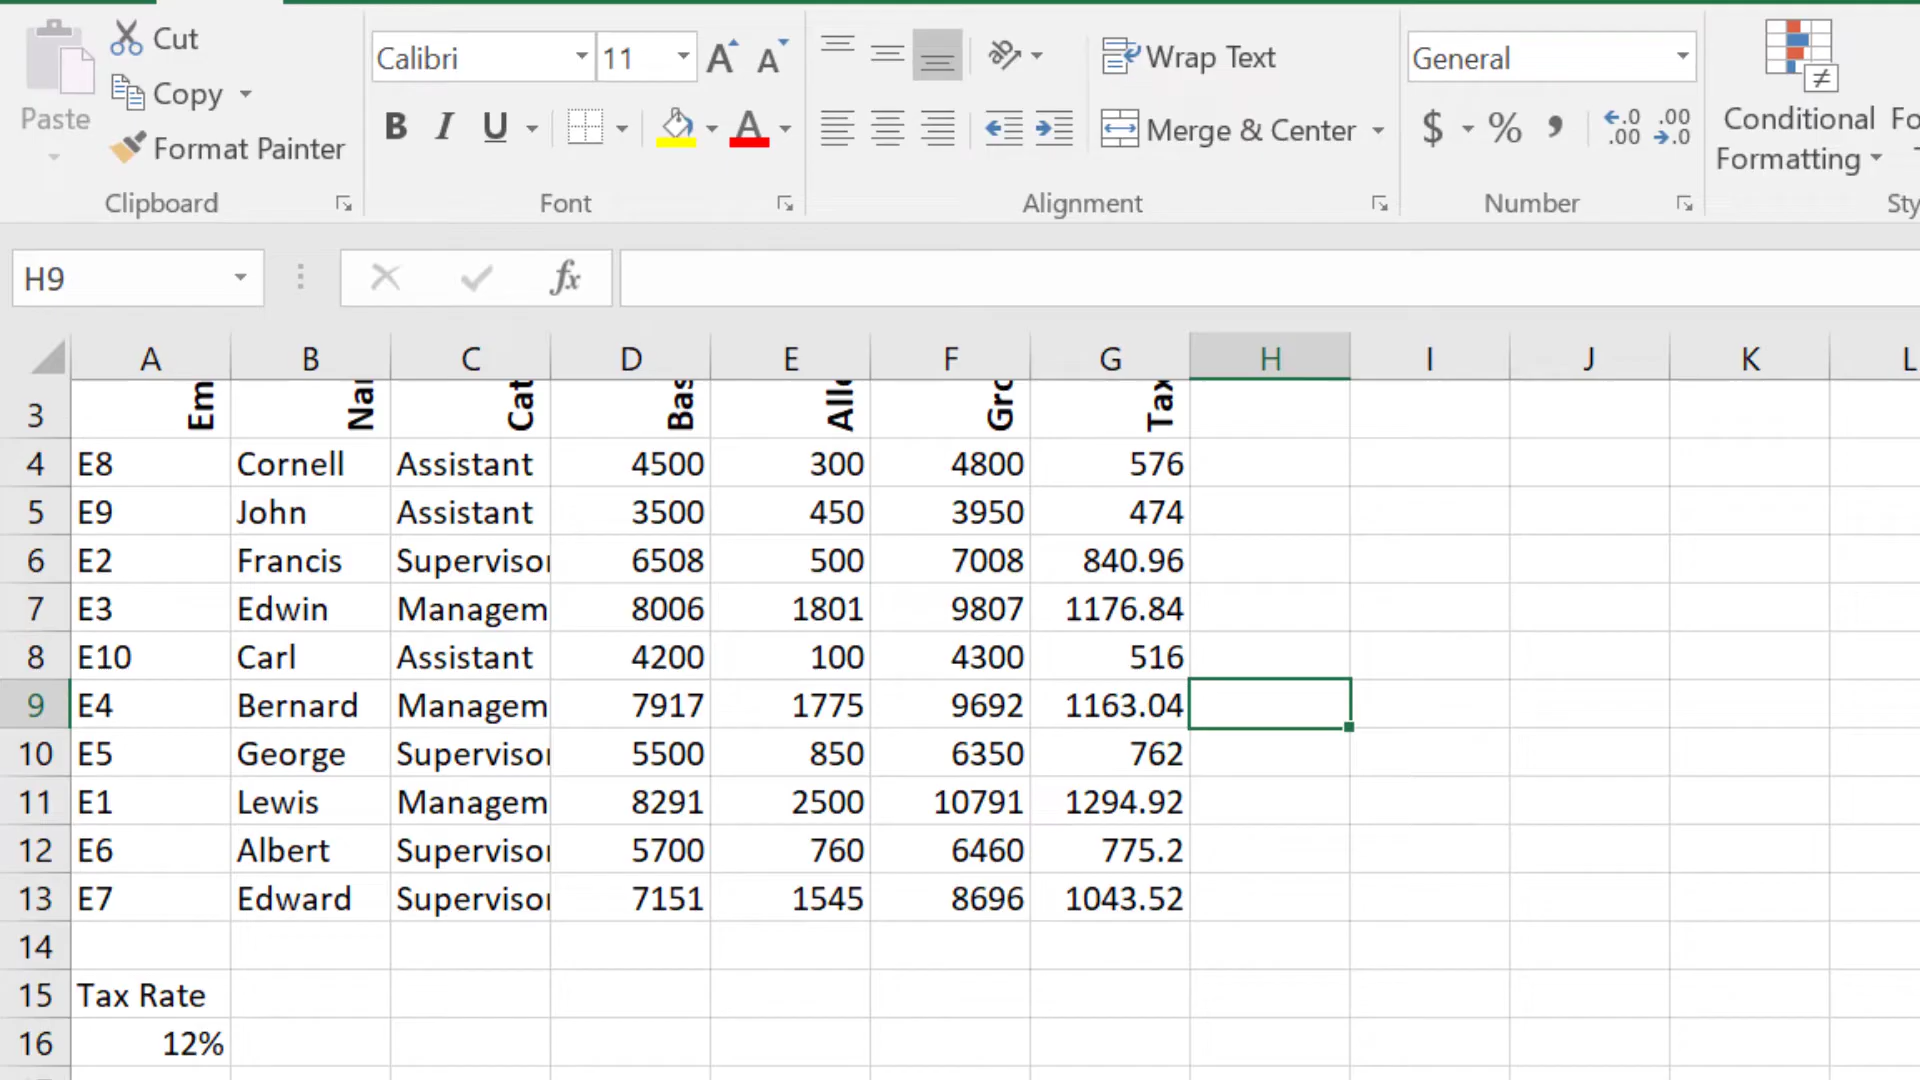 Cut
Copy
Paste
Format Painter
Clipboard
Calibri 11 A A
B I U A
Font
Wrap Text
Merge & Center
Alignment
General
$ % , .0 .00 .00 .0
Number
Conditional
Formatting
H9 fx
A B C D E F G H I J K L
3 Em Nar Cat Bas Allo Gro Tax
4 E8 Cornell Assistant 4500 300 4800 576
5 E9 John Assistant 3500 450 3950 474
6 E2 Francis Supervisor 6508 500 7008 840.96
7 E3 Edwin Managem 8006 1801 9807 1176.84
8 E10 Carl Assistant 4200 100 4300 516
9 E4 Bernard Managem 7917 1775 9692 1163.04
10 E5 George Supervisor 5500 850 6350 762
11 E1 Lewis Managem 8291 2500 10791 1294.92
12 E6 Albert Supervisor 5700 760 6460 775.2
13 E7 Edward Supervisor 7151 1545 8696 1043.52
14
15 Tax Rate
16 12%